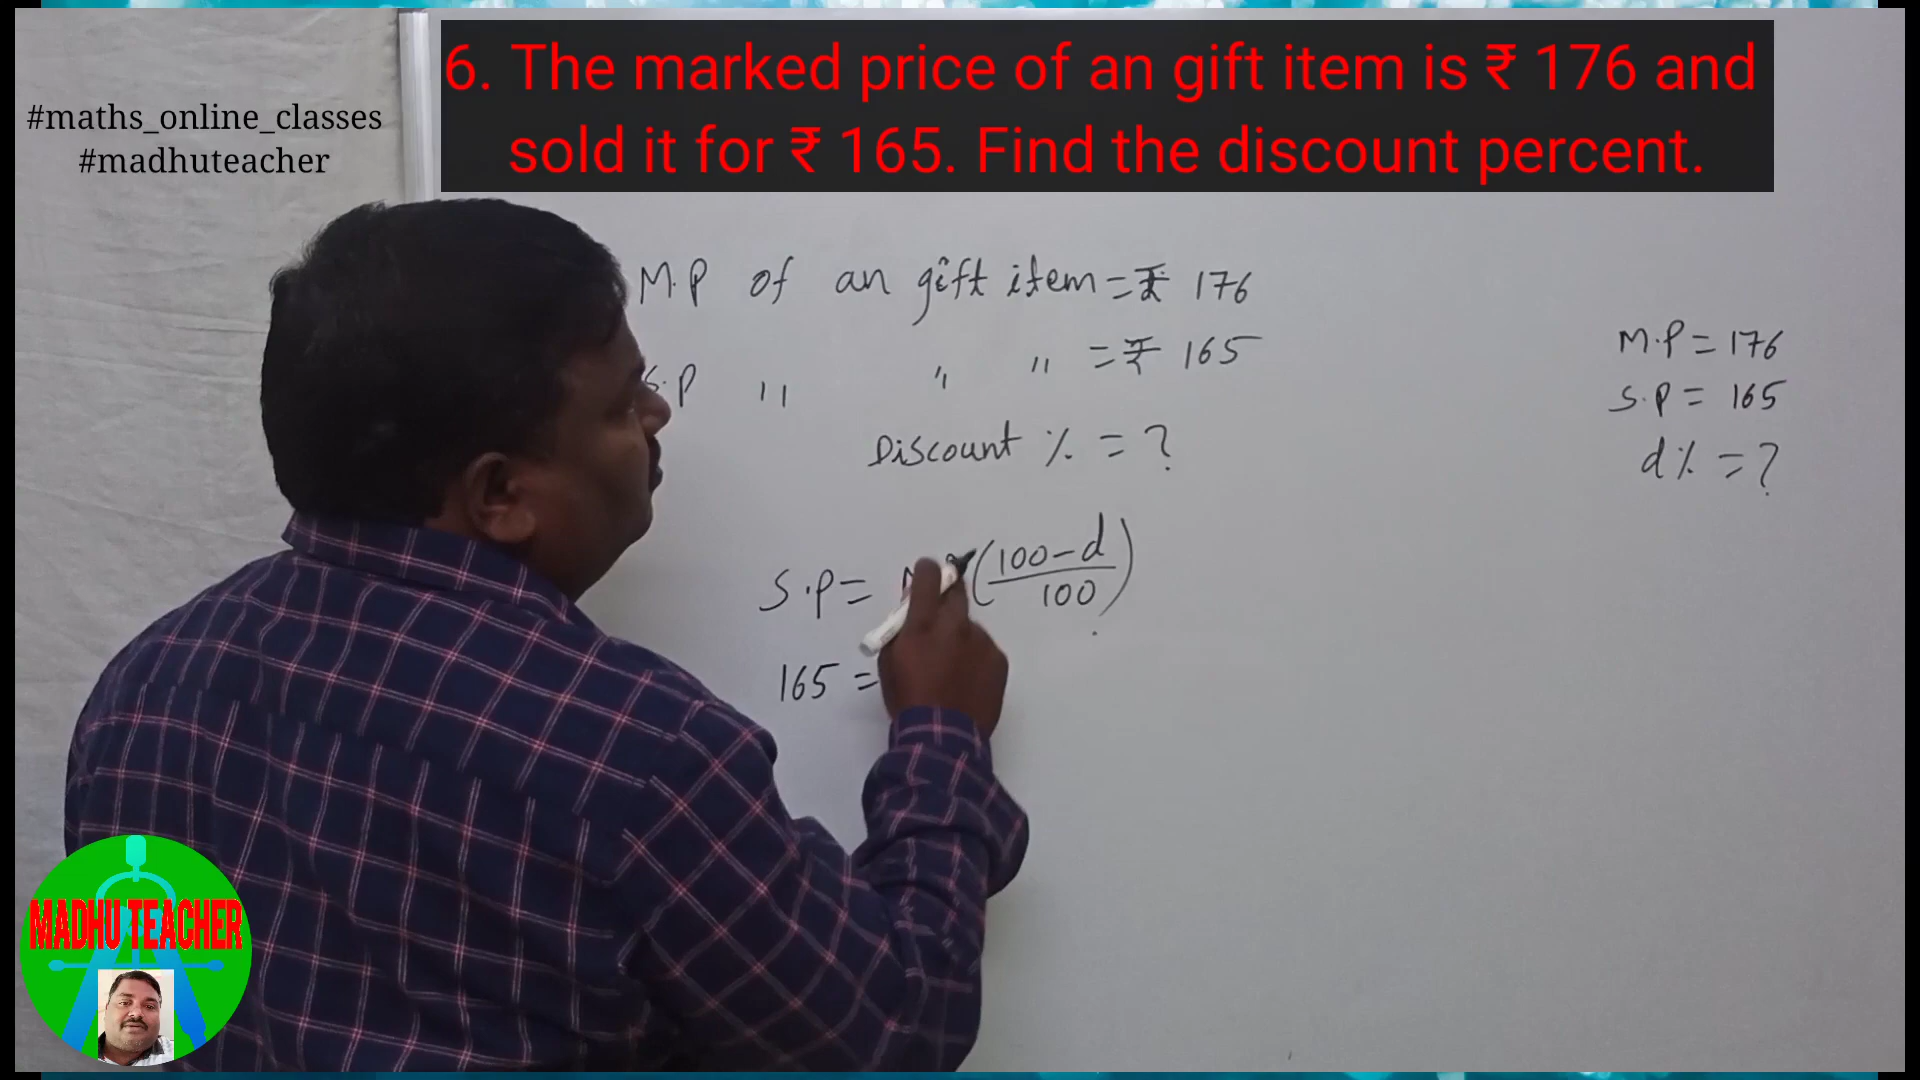 6. The marked price of an gift item is ₹ 176 and
sold it for ₹ 165. Find the discount percent.
#maths_online_classes
#madhuteacher
M.P of an gift item = ₹ 176
S.P " " " = ₹ 165
Discount % = ?
M.P = 176
S.P = 165
d% = ?
S.P = (100-d/100)
165 =
MADHU TEACHER